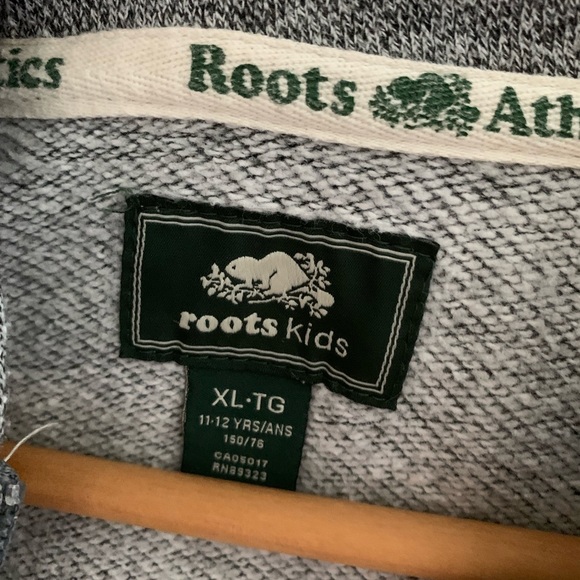 tics Roots Ath
roots kids
XL·TG
11-12 YRS/ANS
150/76
CA05017
RN89323